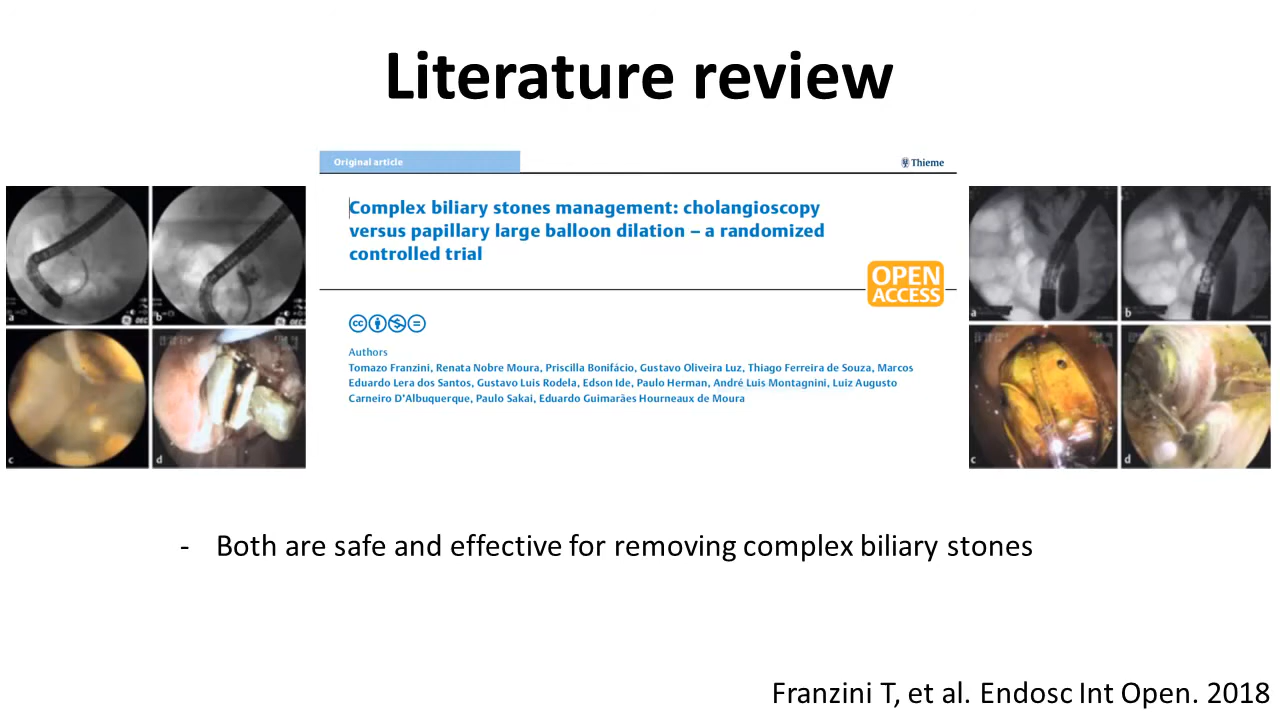 Literature review
Original article
Thieme
Complex biliary stones management: cholangioscopy
versus papillary large balloon dilation – a randomized
controlled trial
OPEN
ACCESS
cc
Authors
Tomazo Franzini, Renata Nobre Moura, Priscilla Bonifácio, Gustavo Oliveira Luz, Thiago Ferreira de Souza, Marcos
Eduardo Lera dos Santos, Gustavo Luis Rodela, Edson Ide, Paulo Herman, André Luis Montagnini, Luiz Augusto
Carneiro D'Albuquerque, Paulo Sakai, Eduardo Guimarães Hourneaux de Moura
a
b
c
d
a
b
c
d
- Both are safe and effective for removing complex biliary stones
Franzini T, et al. Endosc Int Open. 2018